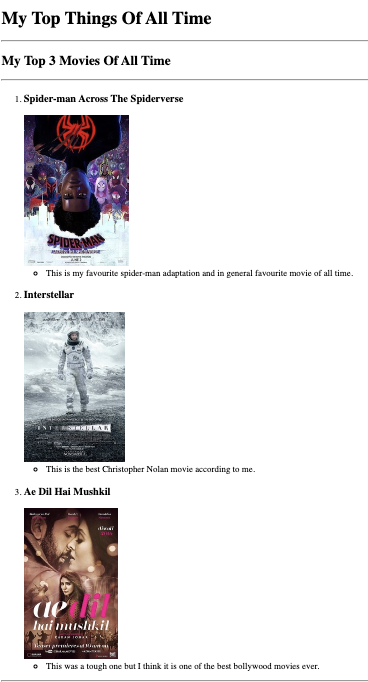 My Top Things Of All Time
My Top 3 Movies Of All Time
1. Spider-man Across The Spiderverse
SPIDER-MAN
This is my favourite spider-man adaptation and in general favourite movie of all time.
2. Interstellar
INTERSTELLAR
This is the best Christopher Nolan movie according to me.
3. Ae Dil Hai Mushkil
ae dil
hai mushkil
This was a tough one but I think it is one of the best bollywood movies ever.